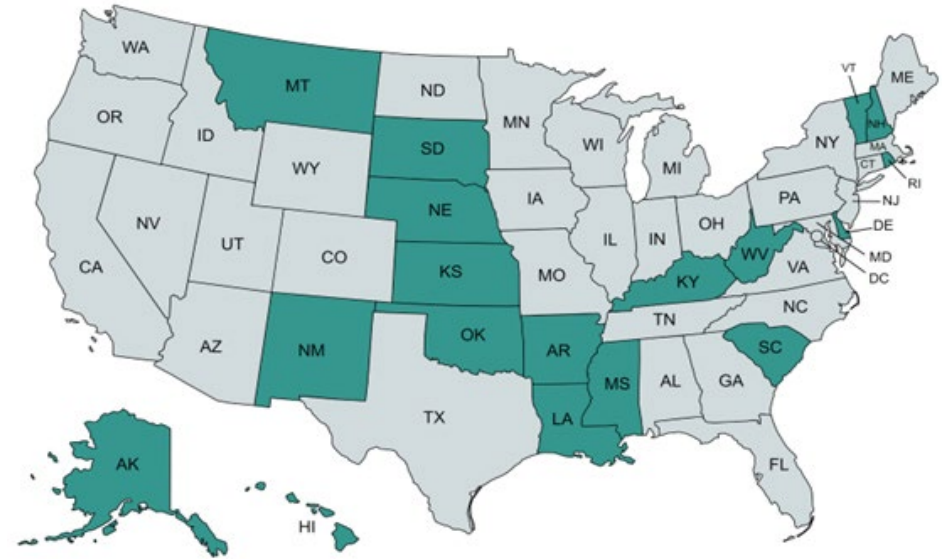 WA
MT
ND
MN
VT
ME
OR
ID
SD
WI
NY
NH
MA
WY
MI
CT
RI
NE
IA
PA
NJ
NV
UT
CO
IL
IN
OH
DE
CA
KS
MO
WV
VA
MD
KY
DC
AZ
NM
OK
AR
TN
NC
SC
TX
LA
MS
AL
GA
FL
AK
HI